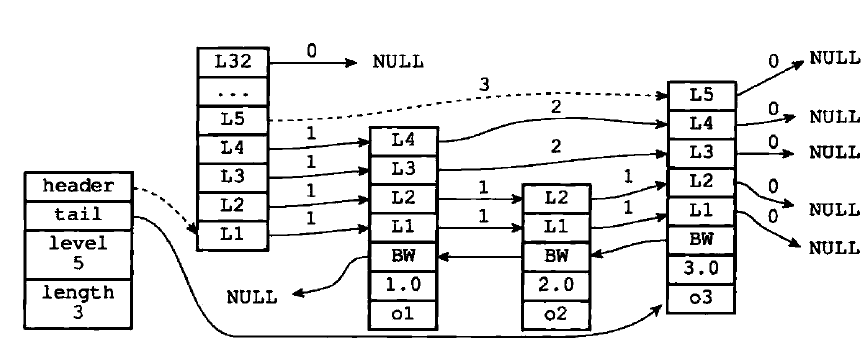 L32 0 NULL
...
L5 3
L4 1
L3 1
L2 1
L1 1
header
tail
level
5
length
3
L4 2
L3 2
L2 1
L1 1
BW
1.0
o1
NULL
L2 1
L1 1
BW
2.0
o2
L5 0 NULL
L4 0 NULL
L3 0 NULL
L2 0 NULL
L1 0 NULL
BW
3.0
o3